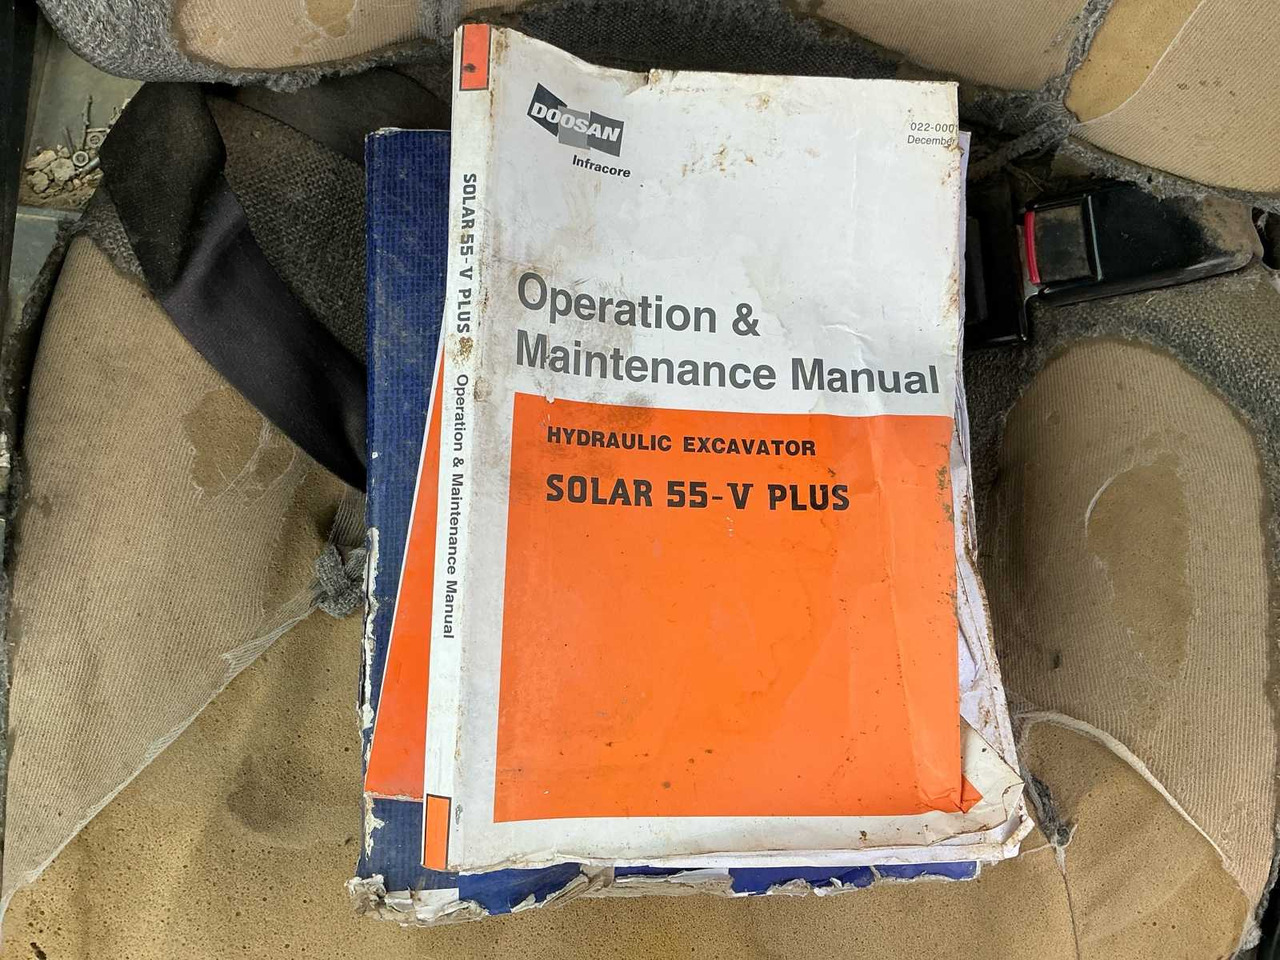 DOOSAN
Infracore
022-000
December
Operation &
Maintenance Manual
HYDRAULIC EXCAVATOR
SOLAR 55-V PLUS
SOLAR 55-V PLUS Operation & Maintenance Manual